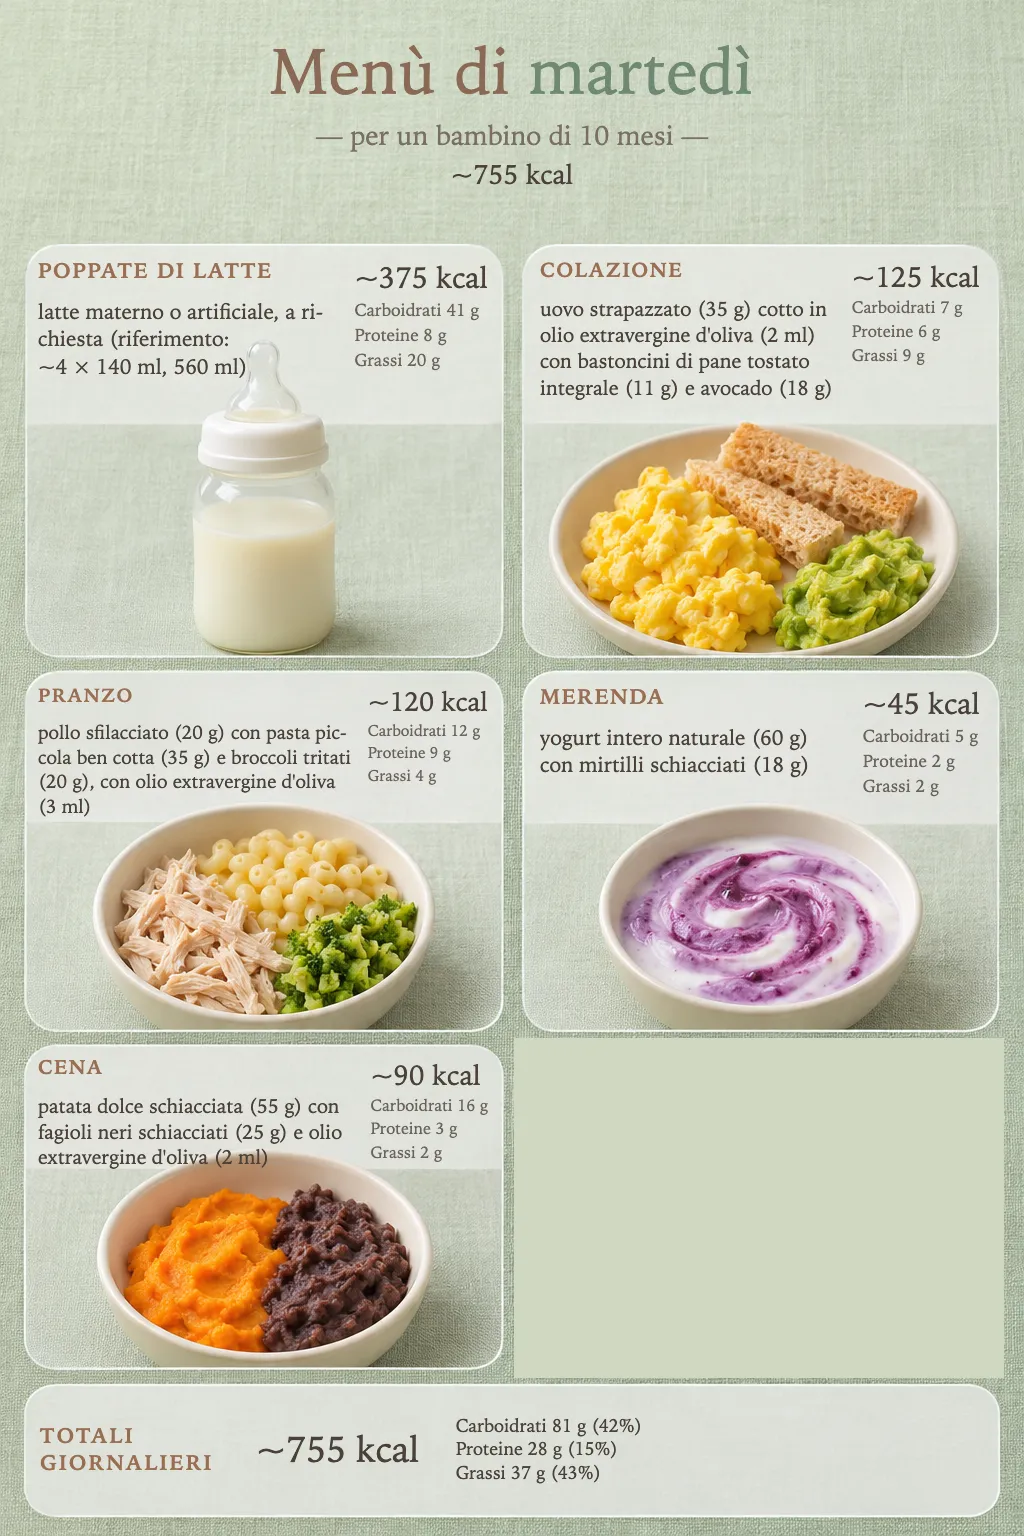 Menù di martedì
— per un bambino di 10 mesi —
~755 kcal
POPPATE DI LATTE
latte materno o artificiale, a ri-
chiesta (riferimento:
~4 × 140 ml, 560 ml)
~375 kcal
Carboidrati 41 g
Proteine 8 g
Grassi 20 g
COLAZIONE
uovo strapazzato (35 g) cotto in
olio extravergine d'oliva (2 ml)
con bastoncini di pane tostato
integrale (11 g) e avocado (18 g)
~125 kcal
Carboidrati 7 g
Proteine 6 g
Grassi 9 g
PRANZO
pollo sfilacciato (20 g) con pasta pic-
cola ben cotta (35 g) e broccoli tritati
(20 g), con olio extravergine d'oliva
(3 ml)
~120 kcal
Carboidrati 12 g
Proteine 9 g
Grassi 4 g
MERENDA
yogurt intero naturale (60 g)
con mirtilli schiacciati (18 g)
~45 kcal
Carboidrati 5 g
Proteine 2 g
Grassi 2 g
CENA
patata dolce schiacciata (55 g) con
fagioli neri schiacciati (25 g) e olio
extravergine d'oliva (2 ml)
~90 kcal
Carboidrati 16 g
Proteine 3 g
Grassi 2 g
TOTALI
GIORNALIERI
~755 kcal
Carboidrati 81 g (42%)
Proteine 28 g (15%)
Grassi 37 g (43%)